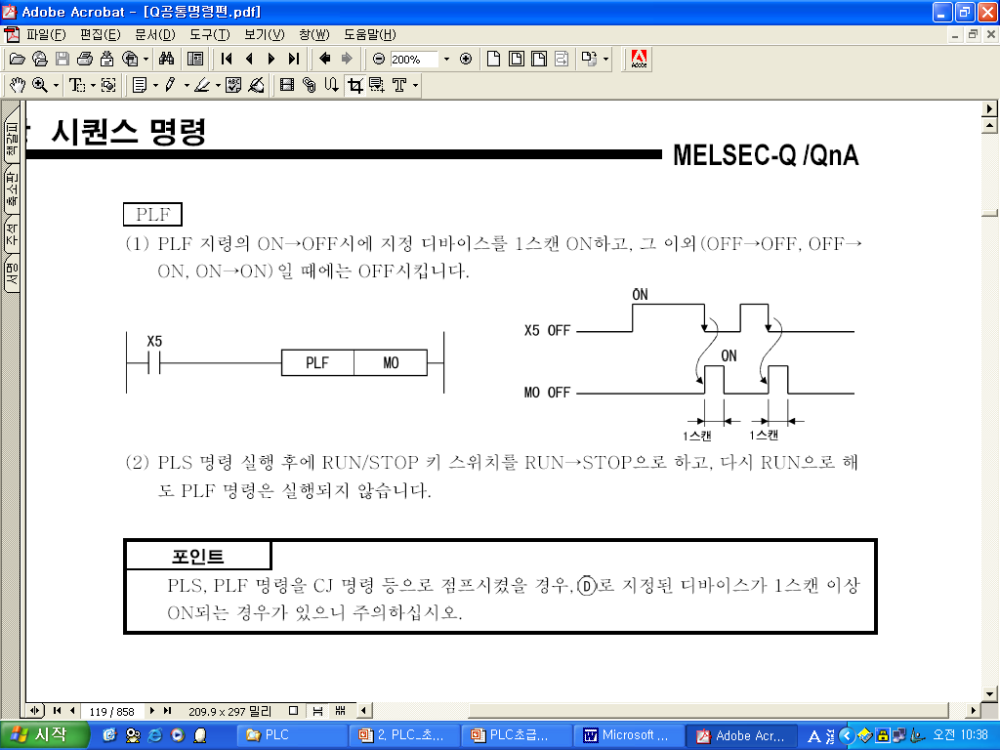 Adobe Acrobat - [Q공통명령편.pdf]
파일(F) 편집(E) 문서(D) 도구(T) 보기(V) 창(W) 도움말(H)
200%
Adobe
책갈피
축소판
주석
서명
시퀀스 명령
MELSEC-Q /QnA
PLF
(1) PLF 지령의 ON→OFF시에 지정 디바이스를 1스캔 ON하고, 그 이외(OFF→OFF, OFF→
ON, ON→ON)일 때에는 OFF시킵니다.
X5
PLF M0
ON
X5 OFF
ON
M0 OFF
1스캔 1스캔
(2) PLS 명령 실행 후에 RUN/STOP 키 스위치를 RUN→STOP으로 하고, 다시 RUN으로 해
도 PLF 명령은 실행되지 않습니다.
포인트
PLS, PLF 명령을 CJ 명령 등으로 점프시켰을 경우, Ⓓ로 지정된 디바이스가 1스캔 이상
ON되는 경우가 있으니 주의하십시오.
119 / 858 209.9 x 297 밀리
시작 PLC 2. PLC_초... PLC초급... Microsoft ... Adobe Acr... A 오전 10:38